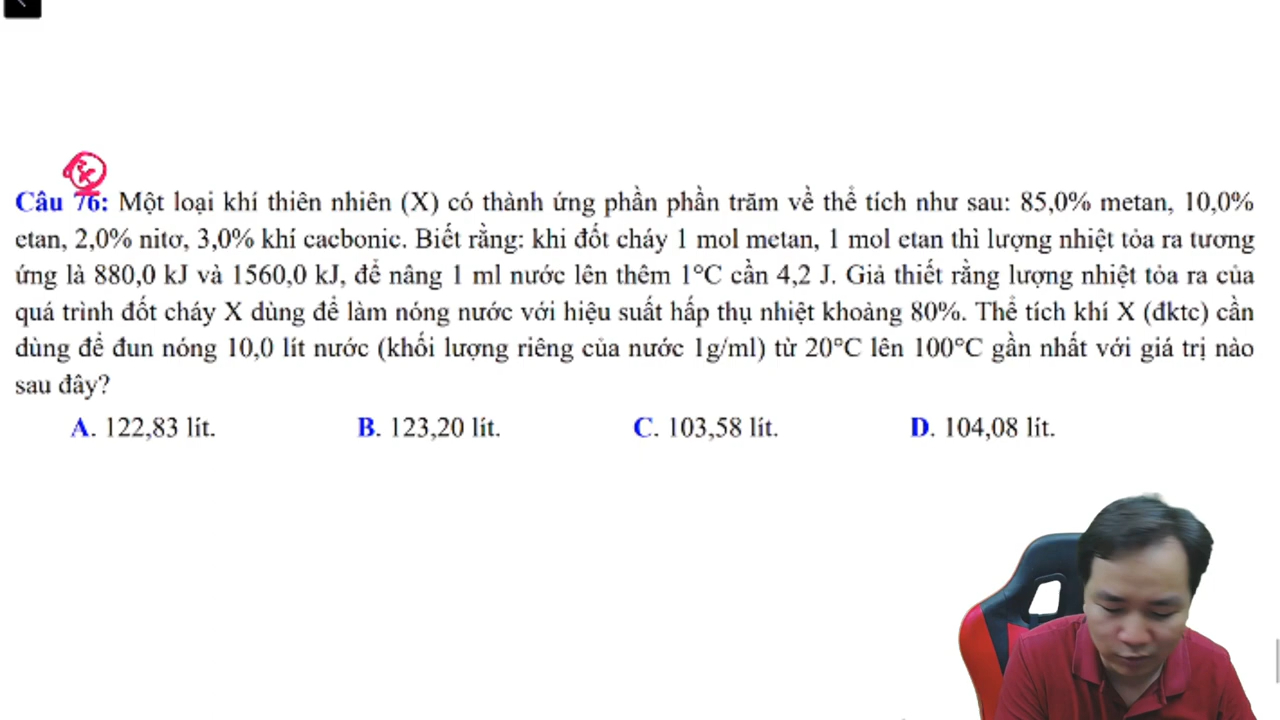 Câu 76: Một loại khí thiên nhiên (X) có thành ứng phần phần trăm về thể tích như sau: 85,0% metan, 10,0%
etan, 2,0% nitơ, 3,0% khí cacbonic. Biết rằng: khi đốt cháy 1 mol metan, 1 mol etan thì lượng nhiệt tỏa ra tương
ứng là 880,0 kJ và 1560,0 kJ, để nâng 1 ml nước lên thêm 1°C cần 4,2 J. Giả thiết rằng lượng nhiệt tỏa ra của
quá trình đốt cháy X dùng để làm nóng nước với hiệu suất hấp thụ nhiệt khoảng 80%. Thể tích khí X (đktc) cần
dùng để đun nóng 10,0 lít nước (khối lượng riêng của nước 1g/ml) từ 20°C lên 100°C gần nhất với giá trị nào
sau đây?
A. 122,83 lít. B. 123,20 lít. C. 103,58 lít. D. 104,08 lít.